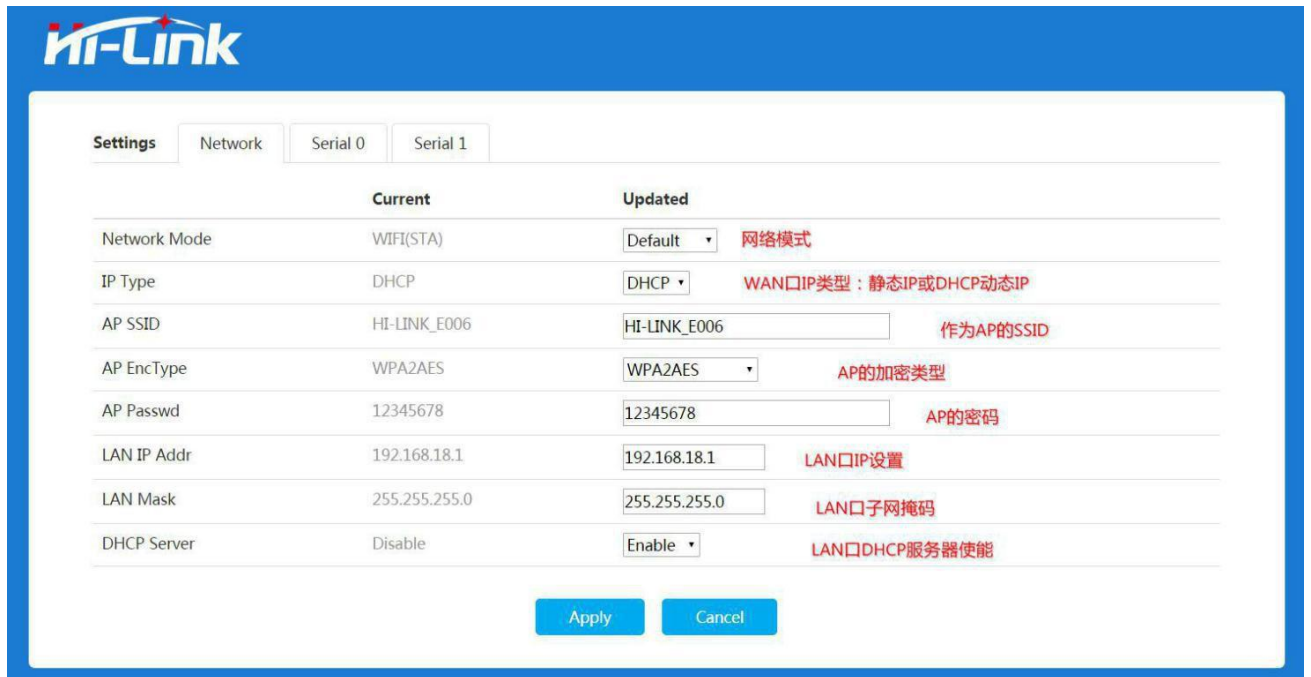 Hi-Link
Settings Network Serial 0 Serial 1
Current Updated
Network Mode WIFI(STA) Default 网络模式
IP Type DHCP DHCP WAN口IP类型：静态IP或DHCP动态IP
AP SSID HI-LINK_E006 HI-LINK_E006 作为AP的SSID
AP EncType WPA2AES WPA2AES AP的加密类型
AP Passwd 12345678 12345678 AP的密码
LAN IP Addr 192.168.18.1 192.168.18.1 LAN口IP设置
LAN Mask 255.255.255.0 255.255.255.0 LAN口子网掩码
DHCP Server Disable Enable LAN口DHCP服务器使能
Apply Cancel